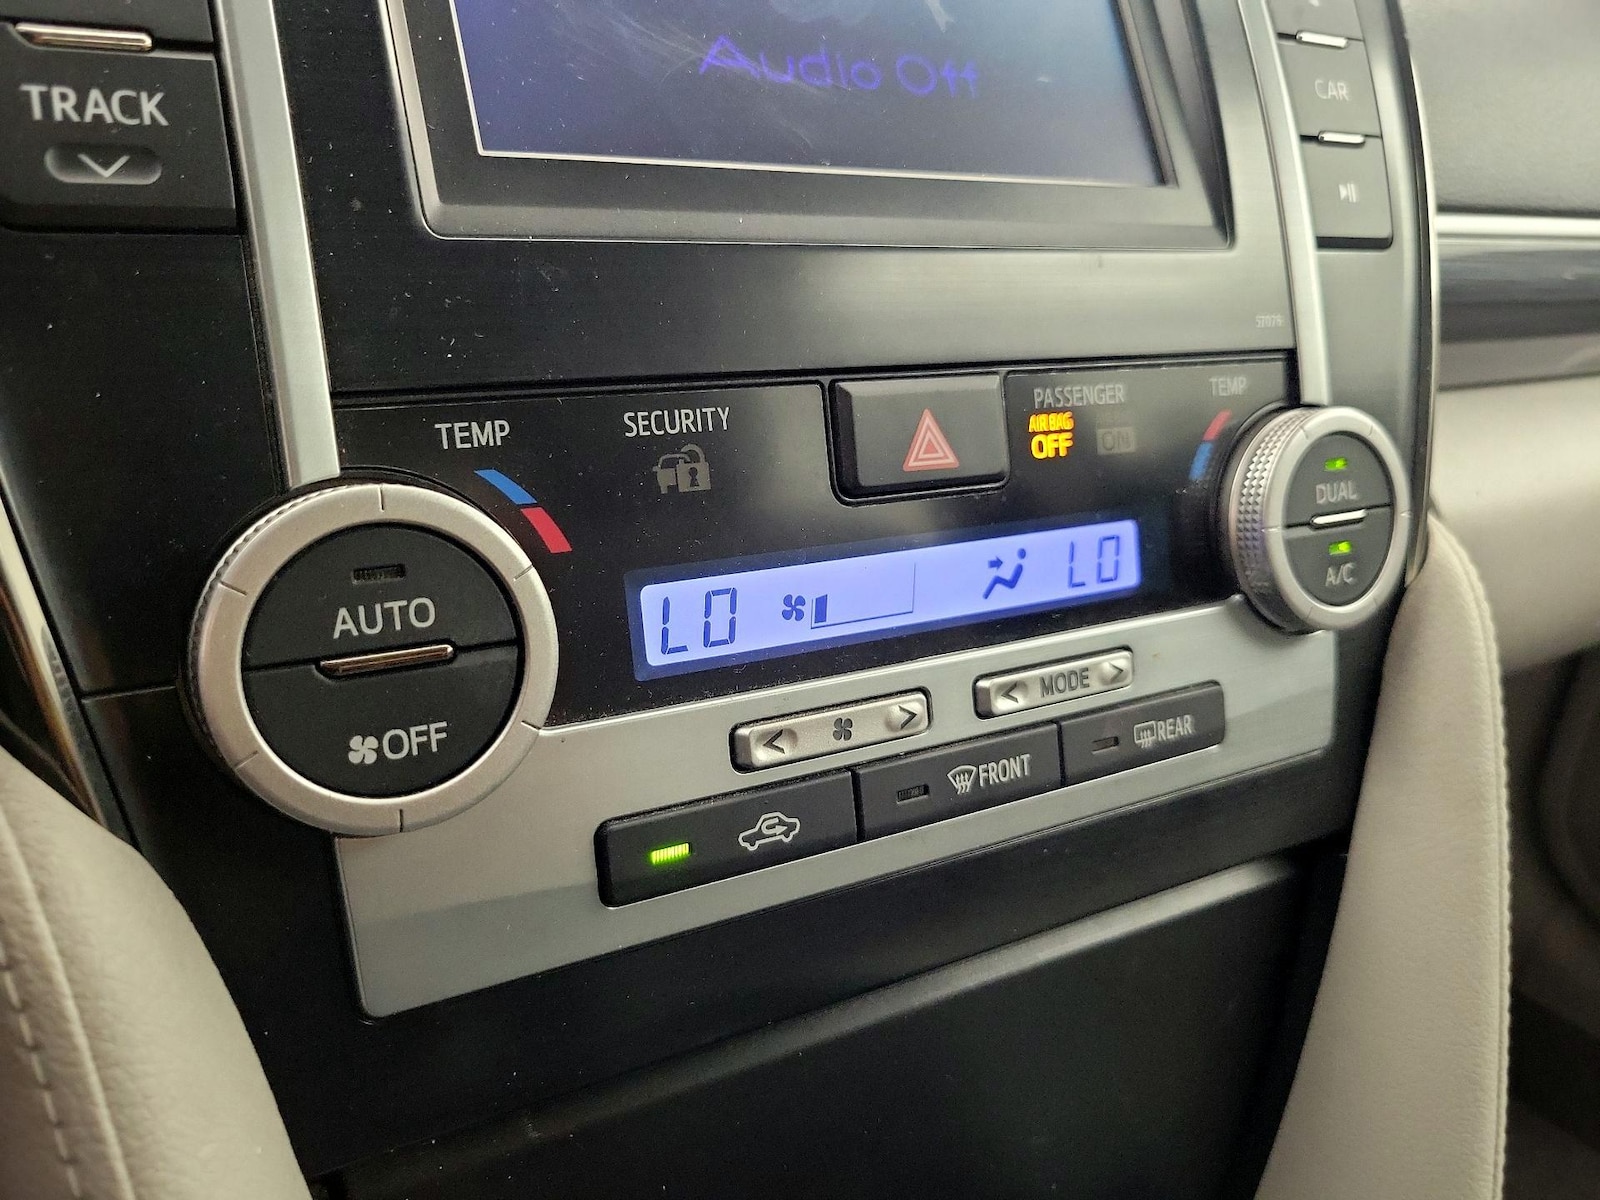 Audio Off
TRACK
CAR
57076
TEMP
SECURITY
PASSENGER
AIR BAG
OFF
ON
TEMP
DUAL
A/C
AUTO
OFF
LO
LO
MODE
FRONT
REAR